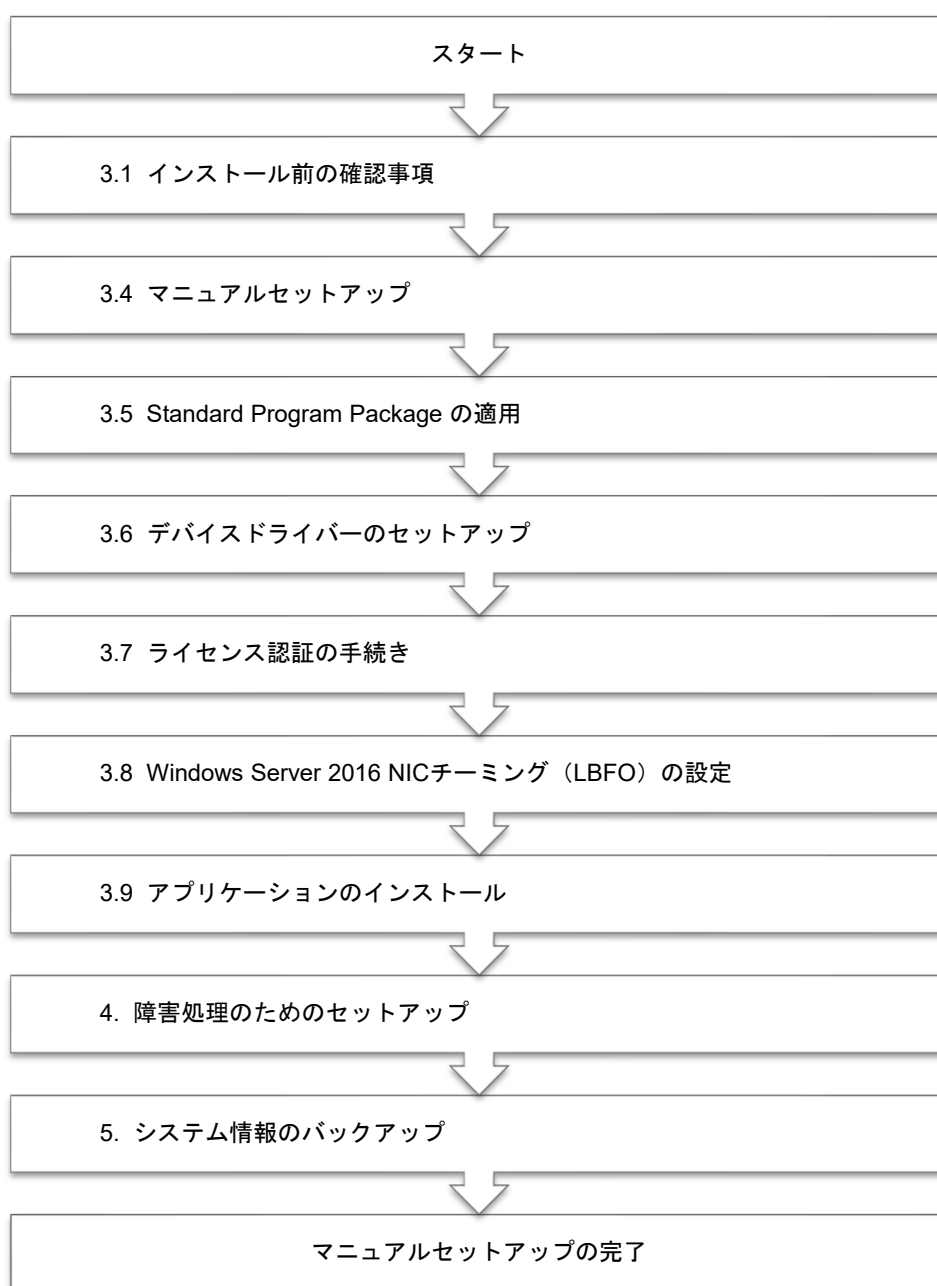 スタート
3.1 インストール前の確認事項
3.4 マニュアルセットアップ
3.5 Standard Program Package の適用
3.6 デバイスドライバーのセットアップ
3.7 ライセンス認証の手続き
3.8 Windows Server 2016 NICチーミング（LBFO）の設定
3.9 アプリケーションのインストール
4. 障害処理のためのセットアップ
5. システム情報のバックアップ
マニュアルセットアップの完了